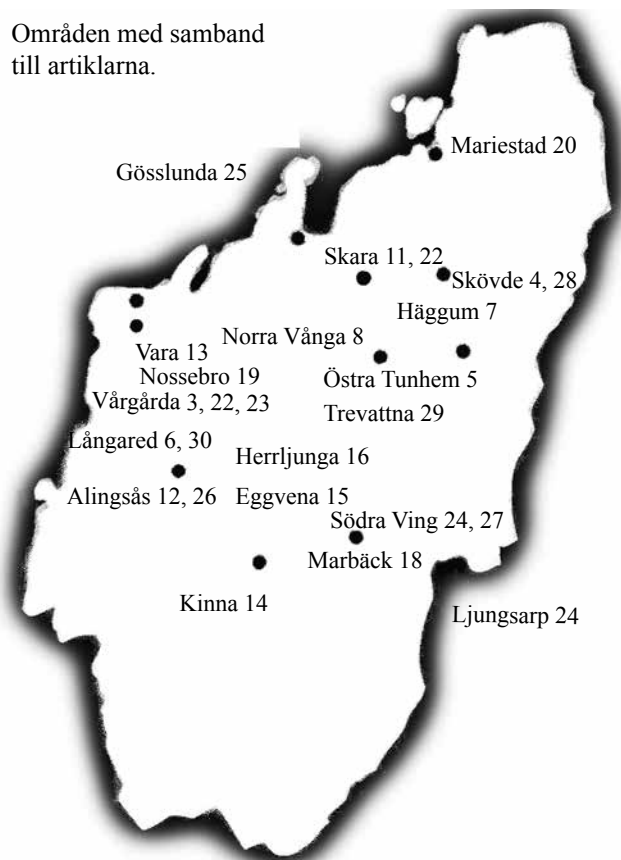 Områden med samband
till artiklarna.
Mariestad 20
Gösslunda 25
Skara 11, 22
Skövde 4, 28
Häggum 7
Norra Vånga 8
Vara 13
Nossebro 19
Östra Tunhem 5
Vårgårda 3, 22, 23
Trevattna 29
Långared 6, 30
Herrljunga 16
Alingsås 12, 26
Eggvena 15
Södra Ving 24, 27
Marbäck 18
Kinna 14
Ljungsarp 24